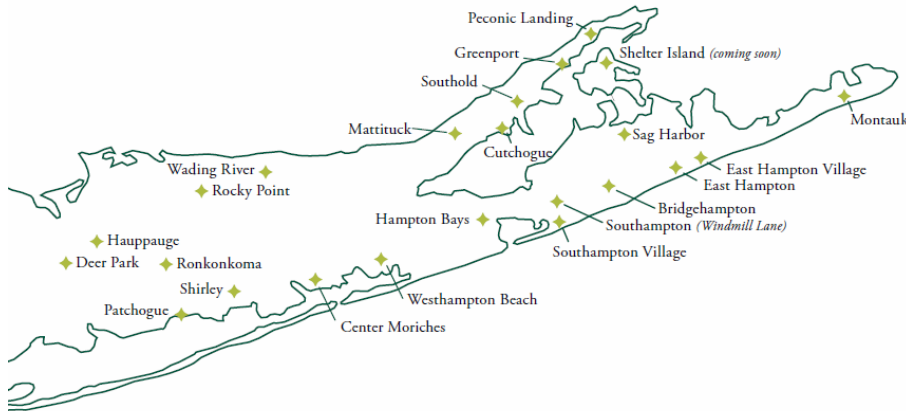 Peconic Landing
Greenport
Shelter Island (coming soon)
Southold
Montauk
Mattituck
Sag Harbor
Cutchogue
Wading River
East Hampton Village
Rocky Point
East Hampton
Bridgehampton
Hampton Bays
Southampton (Windmill Lane)
Hauppauge
Southampton Village
Deer Park
Ronkonkoma
Shirley
Westhampton Beach
Patchogue
Center Moriches